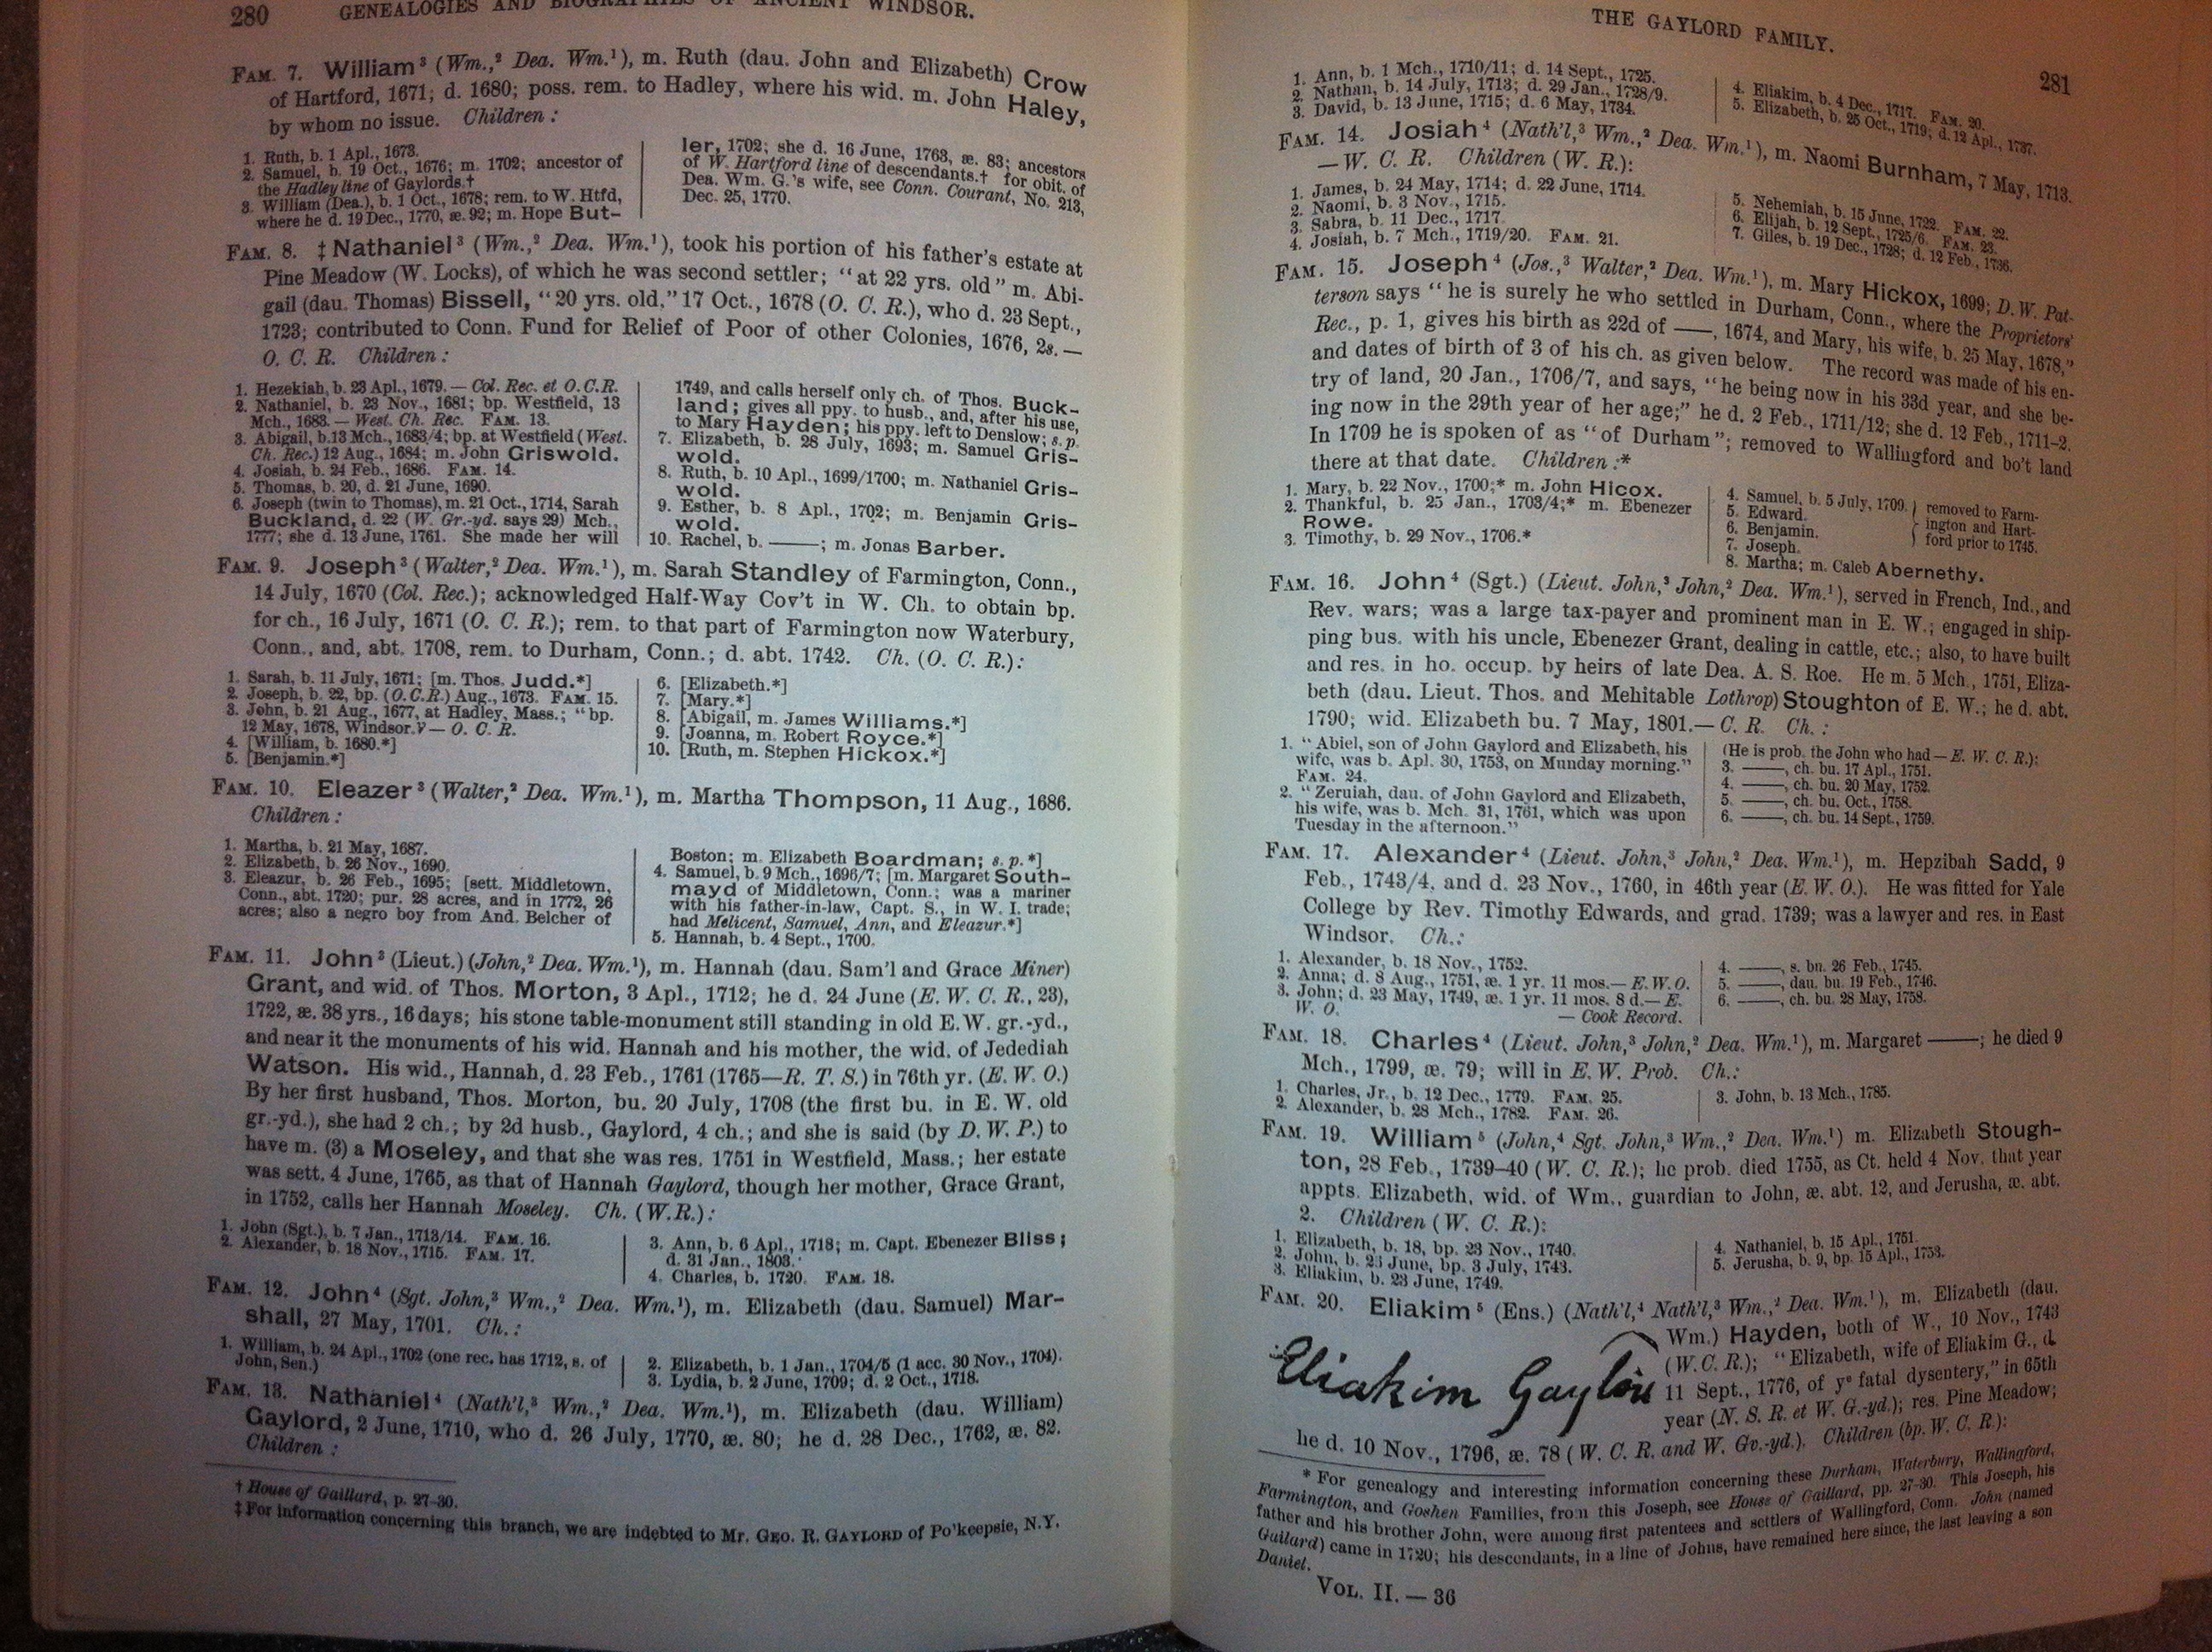 280 GENEALOGIES AND BIOGRAPHIES OF ANCIENT WINDSOR.
FAM. 7. William³ (Wm.,² Dea. Wm.¹), m. Ruth (dau. John and Elizabeth) Crow
of Hartford, 1671; d. 1680; poss. rem. to Hadley, where his wid. m. John Haley,
by whom no issue. Children:
1. Ruth, b. 1 Apl., 1673.
2. Samuel, b. 19 Oct., 1676; m. 1702; ancestor of
the Hadley line of Gaylords.†
3. William (Dea.), b. 1 Oct., 1678; rem. to W. Htfd,
where he d. 19 Dec., 1770, æ. 92; m. Hope But-
ler, 1702; she d. 16 June, 1763, æ. 83; ancestors
of W. Hartford line of descendants.† for obit. of
Dea. Wm. G.'s wife, see Conn. Courant, No. 213,
Dec. 25, 1770.
FAM. 8. ‡ Nathaniel³ (Wm.,² Dea. Wm.¹), took his portion of his father's estate at
Pine Meadow (W. Locks), of which he was second settler; "at 22 yrs. old" m. Abi-
gail (dau. Thomas) Bissell, "20 yrs. old," 17 Oct., 1678 (O. C. R.), who d. 23 Sept.,
1723; contributed to Conn. Fund for Relief of Poor of other Colonies, 1676, 2s. —
O. C. R. Children:
1. Hezekiah, b. 23 Apl., 1679. — Col. Rec. et O.C.R.
2. Nathaniel, b. 23 Nov., 1681; bp. Westfield, 13
Mch., 1683. — West. Ch. Rec. FAM. 13.
3. Abigail, b. 13 Mch., 1683/4; bp. at Westfield (West.
Ch. Rec.) 12 Aug., 1684; m. John Griswold.
4. Josiah, b. 24 Feb., 1686. FAM. 14.
5. Thomas, b. 20, d. 21 June, 1690.
6. Joseph (twin to Thomas), m. 21 Oct., 1714, Sarah
Buckland, d. 22 (W. Gr.-yd. says 29) Mch.,
1777; she d. 13 June, 1761. She made her will
1749, and calls herself only ch. of Thos. Buck-
land; gives all ppy. to husb., and, after his use,
to Mary Hayden; his ppy. left to Denslow; s.p.
7. Elizabeth, b. 28 July, 1693; m. Samuel Gris-
wold.
8. Ruth, b. 10 Apl., 1699/1700; m. Nathaniel Gris-
wold.
9. Esther, b. 8 Apl., 1702; m. Benjamin Gris-
wold.
10. Rachel, b. ——; m. Jonas Barber.
FAM. 9. Joseph³ (Walter,² Dea. Wm.¹), m. Sarah Standley of Farmington, Conn.,
14 July, 1670 (Col. Rec.); acknowledged Half-Way Cov't in W. Ch. to obtain bp.
for ch., 16 July, 1671 (O. C. R.); rem. to that part of Farmington now Waterbury,
Conn., and, abt. 1708, rem. to Durham, Conn.; d. abt. 1742. Ch. (O. C. R.):
1. Sarah, b. 11 July, 1671; [m. Thos. Judd.*]
2. Joseph, b. 22, bp. (O.C.R.) Aug., 1673. FAM. 15.
3. John, b. 21 Aug., 1677, at Hadley, Mass.; "bp.
12 May, 1678, Windsor." — O. C. R.
4. [William, b. 1680.*]
5. [Benjamin.*]
6. [Elizabeth.*]
7. [Mary.*]
8. [Abigail, m. James Williams.*]
9. [Joanna, m. Robert Royce.*]
10. [Ruth, m. Stephen Hickox.*]
FAM. 10. Eleazer³ (Walter,² Dea. Wm.¹), m. Martha Thompson, 11 Aug., 1686.
Children:
1. Martha, b. 21 May, 1687.
2. Elizabeth, b. 26 Nov., 1690.
3. Eleazur, b. 26 Feb., 1695; [sett. Middletown,
Conn., abt. 1720; pur. 28 acres, and in 1772, 26
acres; also a negro boy from And. Belcher of
Boston; m. Elizabeth Boardman; s. p.*]
4. Samuel, b. 9 Mch., 1696/7; [m. Margaret South-
mayd of Middletown, Conn.; was a mariner
with his father-in-law, Capt. S., in W. I. trade;
had Melicent, Samuel, Ann, and Eleazur.*]
5. Hannah, b. 4 Sept., 1700.
FAM. 11. John³ (Lieut.) (John,² Dea. Wm.¹), m. Hannah (dau. Sam'l and Grace Miner)
Grant, and wid. of Thos. Morton, 3 Apl., 1712; he d. 24 June (E. W. C. R., 23),
1722, æ. 38 yrs., 16 days; his stone table-monument still standing in old E.W. gr.-yd.,
and near it the monuments of his wid. Hannah and his mother, the wid. of Jedediah
Watson. His wid., Hannah, d. 23 Feb., 1761 (1765—R. T. S.) in 76th yr. (E. W. O.)
By her first husband, Thos. Morton, bu. 20 July, 1708 (the first bu. in E. W. old
gr.-yd.), she had 2 ch.; by 2d husb., Gaylord, 4 ch.; and she is said (by D. W. P.) to
have m. (3) a Moseley, and that she was res. 1751 in Westfield, Mass.; her estate
was sett. 4 June, 1765, as that of Hannah Gaylord, though her mother, Grace Grant,
in 1752, calls her Hannah Moseley. Ch. (W.R.):
1. John (Sgt.), b. 7 Jan., 1713/14. FAM. 16.
2. Alexander, b. 18 Nov., 1715. FAM. 17.
3. Ann, b. 6 Apl., 1718; m. Capt. Ebenezer Bliss;
d. 31 Jan., 1803.
4. Charles, b. 1720. FAM. 18.
FAM. 12. John⁴ (Sgt. John,³ Wm.,² Dea. Wm.¹), m. Elizabeth (dau. Samuel) Mar-
shall, 27 May, 1701. Ch.:
1. William, b. 24 Apl., 1702 (one rec. has 1712, s. of
John, Sen.)
2. Elizabeth, b. 1 Jan., 1704/5 (1 acc. 30 Nov., 1704).
3. Lydia, b. 2 June, 1709; d. 2 Oct., 1718.
FAM. 13. Nathaniel⁴ (Nath'l,³ Wm.,² Dea. Wm.¹), m. Elizabeth (dau. William)
Gaylord, 2 June, 1710, who d. 26 July, 1770, æ. 80; he d. 28 Dec., 1762, æ. 82.
Children:
† House of Gaillard, p. 27-30.
‡ For information concerning this branch, we are indebted to Mr. GEO. R. GAYLORD of Po'keepsie, N.Y.
THE GAYLORD FAMILY. 281
1. Ann, b. 1 Mch., 1710/11; d. 14 Sept., 1725.
2. Nathan, b. 14 July, 1713; d. 29 Jan., 1728/9.
3. David, b. 13 June, 1715; d. 6 May, 1734.
4. Eliakim, b. 4 Dec., 1717. FAM. 20.
5. Elizabeth, b. 25 Oct., 1719; d. 12 Apl., 1737.
FAM. 14. Josiah⁴ (Nath'l,³ Wm.,² Dea. Wm.¹), m. Naomi Burnham, 7 May, 1713.
—W. C. R. Children (W. R.):
1. James, b. 24 May, 1714; d. 22 June, 1714.
2. Naomi, b. 3 Nov., 1715.
3. Sabra, b. 11 Dec., 1717.
4. Josiah, b. 7 Mch., 1719/20. FAM. 21.
5. Nehemiah, b. 15 June, 1722. FAM. 22.
6. Elijah, b. 12 Sept., 1725/6. FAM. 23.
7. Giles, b. 19 Dec., 1728; d. 12 Feb., 1736.
FAM. 15. Joseph⁴ (Jos.,³ Walter,² Dea. Wm.¹), m. Mary Hickox, 1699; D. W. Pat-
terson says "he is surely he who settled in Durham, Conn., where the Proprietors'
Rec., p. 1, gives his birth as 22d of ——, 1674, and Mary, his wife, b. 25 May, 1678,"
and dates of birth of 3 of his ch. as given below. The record was made of his en-
try of land, 20 Jan., 1706/7, and says, "he being now in his 33d year, and she be-
ing now in the 29th year of her age;" he d. 2 Feb., 1711/12; she d. 12 Feb., 1711-2.
In 1709 he is spoken of as "of Durham"; removed to Wallingford and bo't land
there at that date. Children:*
1. Mary, b. 22 Nov., 1700;* m. John Hicox.
2. Thankful, b. 25 Jan., 1703/4;* m. Ebenezer
Rowe.
3. Timothy, b. 29 Nov., 1706.*
4. Samuel, b. 5 July, 1709.
5. Edward.
6. Benjamin.
7. Joseph.
removed to Farm-
ington and Hart-
ford prior to 1745.
8. Martha; m. Caleb Abernethy.
FAM. 16. John⁴ (Sgt.) (Lieut. John,³ John,² Dea. Wm.¹), served in French, Ind., and
Rev. wars; was a large tax-payer and prominent man in E. W.; engaged in ship-
ping bus. with his uncle, Ebenezer Grant, dealing in cattle, etc.; also, to have built
and res. in ho. occup. by heirs of late Dea. A. S. Roe. He m. 5 Mch., 1751, Eliza-
beth (dau. Lieut. Thos. and Mehitable Lothrop) Stoughton of E. W.; he d. abt.
1790; wid. Elizabeth bu. 7 May, 1801.— C. R. Ch.:
1. "Abiel, son of John Gaylord and Elizabeth, his
wife, was b. Apl. 30, 1753, on Munday morning."
FAM. 24.
2. "Zeruiah, dau. of John Gaylord and Elizabeth,
his wife, was b. Mch. 31, 1761, which was upon
Tuesday in the afternoon."
(He is prob. the John who had — E. W. C. R.):
3. ——, ch. bu. 17 Apl., 1751.
4. ——, ch. bu. 20 May, 1752.
5. ——, ch. bu. Oct., 1758.
6. ——, ch. bu. 14 Sept., 1759.
FAM. 17. Alexander⁴ (Lieut. John,³ John,² Dea. Wm.¹), m. Hepzibah Sadd, 9
Feb., 1743/4, and d. 23 Nov., 1760, in 46th year (E. W. O.). He was fitted for Yale
College by Rev. Timothy Edwards, and grad. 1739; was a lawyer and res. in East
Windsor. Ch.:
1. Alexander, b. 18 Nov., 1752.
2. Anna; d. 8 Aug., 1751, æ. 1 yr. 11 mos.— E. W. O.
3. John; d. 23 May, 1749, æ. 1 yr. 11 mos. 8 d.— E.
W. O. — Cook Record.
4. ——, s. bu. 26 Feb., 1745.
5. ——, dau. bu. 19 Feb., 1746.
6. ——, ch. bu. 28 May, 1758.
FAM. 18. Charles⁴ (Lieut. John,³ John,² Dea. Wm.¹), m. Margaret ——; he died 9
Mch., 1799, æ. 79; will in E. W. Prob. Ch.:
1. Charles, Jr., b. 12 Dec., 1779. FAM. 25.
2. Alexander, b. 28 Mch., 1782. FAM. 26.
3. John, b. 13 Mch., 1785.
FAM. 19. William⁵ (John,⁴ Sgt. John,³ Wm.,² Dea. Wm.¹) m. Elizabeth Stough-
ton, 28 Feb., 1739-40 (W. C. R.); he prob. died 1755, as Ct. held 4 Nov. that year
appts. Elizabeth, wid. of Wm., guardian to John, æ. abt. 12, and Jerusha, æ. abt.
2. Children (W. C. R.):
1. Elizabeth, b. 18, bp. 23 Nov., 1740.
2. John, b. 23 June, bp. 3 July, 1743.
3. Eliakim, b. 23 June, 1749.
4. Nathaniel, b. 15 Apl., 1751.
5. Jerusha, b. 9, bp. 15 Apl., 1753.
FAM. 20. Eliakim⁵ (Ens.) (Nath'l,⁴ Nath'l,³ Wm.,² Dea. Wm.¹), m. Elizabeth (dau.
Wm.) Hayden, both of W., 10 Nov., 1743
(W.C.R.); "Elizabeth, wife of Eliakim G., d.
Eliakim Gaylord
11 Sept., 1776, of yᵉ fatal dysentery," in 65th
year (N. S. R. et W. G.-yd.); res. Pine Meadow;
he d. 10 Nov., 1796, æ. 78 (W. C. R. and W. Gv.-yd.). Children (bp. W. C. R.):
* For genealogy and interesting information concerning these Durham, Waterbury, Wallingford,
Farmington, and Goshen Families, from this Joseph, see House of Gaillard, pp. 27-30. This Joseph, his
father and his brother John, were among first patentees and settlers of Wallingford, Conn. John (named
Gailard) came in 1720; his descendants, in a line of Johns, have remained here since, the last leaving a son
Daniel.
VOL. II. — 36